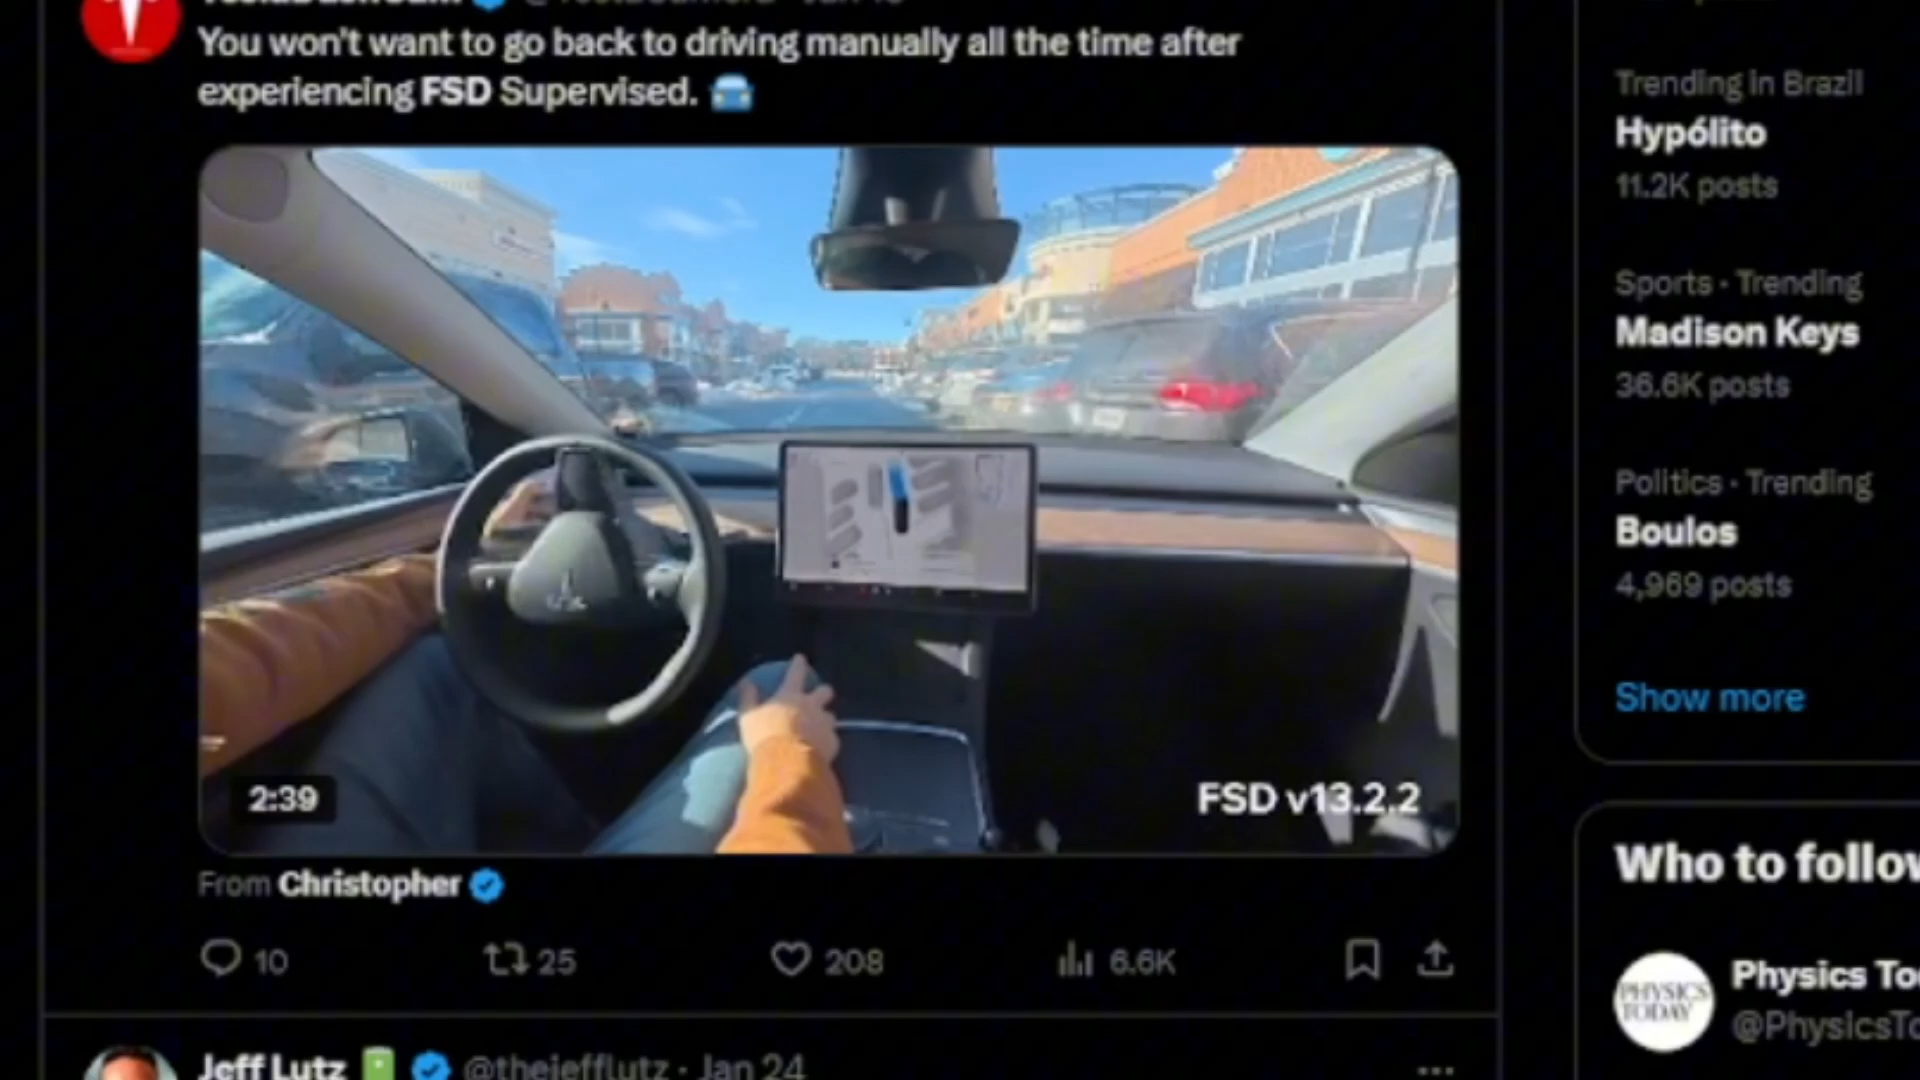 You won't want to go back to driving manually all the time after
experiencing FSD Supervised.
2:39
FSD v13.2.2
From Christopher
10
25
208
6.6K
Jeff Lutz
@thejefflutz · Jan 24
Trending in Brazil
Hypólito
11.2K posts
Sports · Trending
Madison Keys
36.6K posts
Politics · Trending
Boulos
4,969 posts
Show more
Who to follow
PHYSICS
TODAY
Physics To
@PhysicsTo